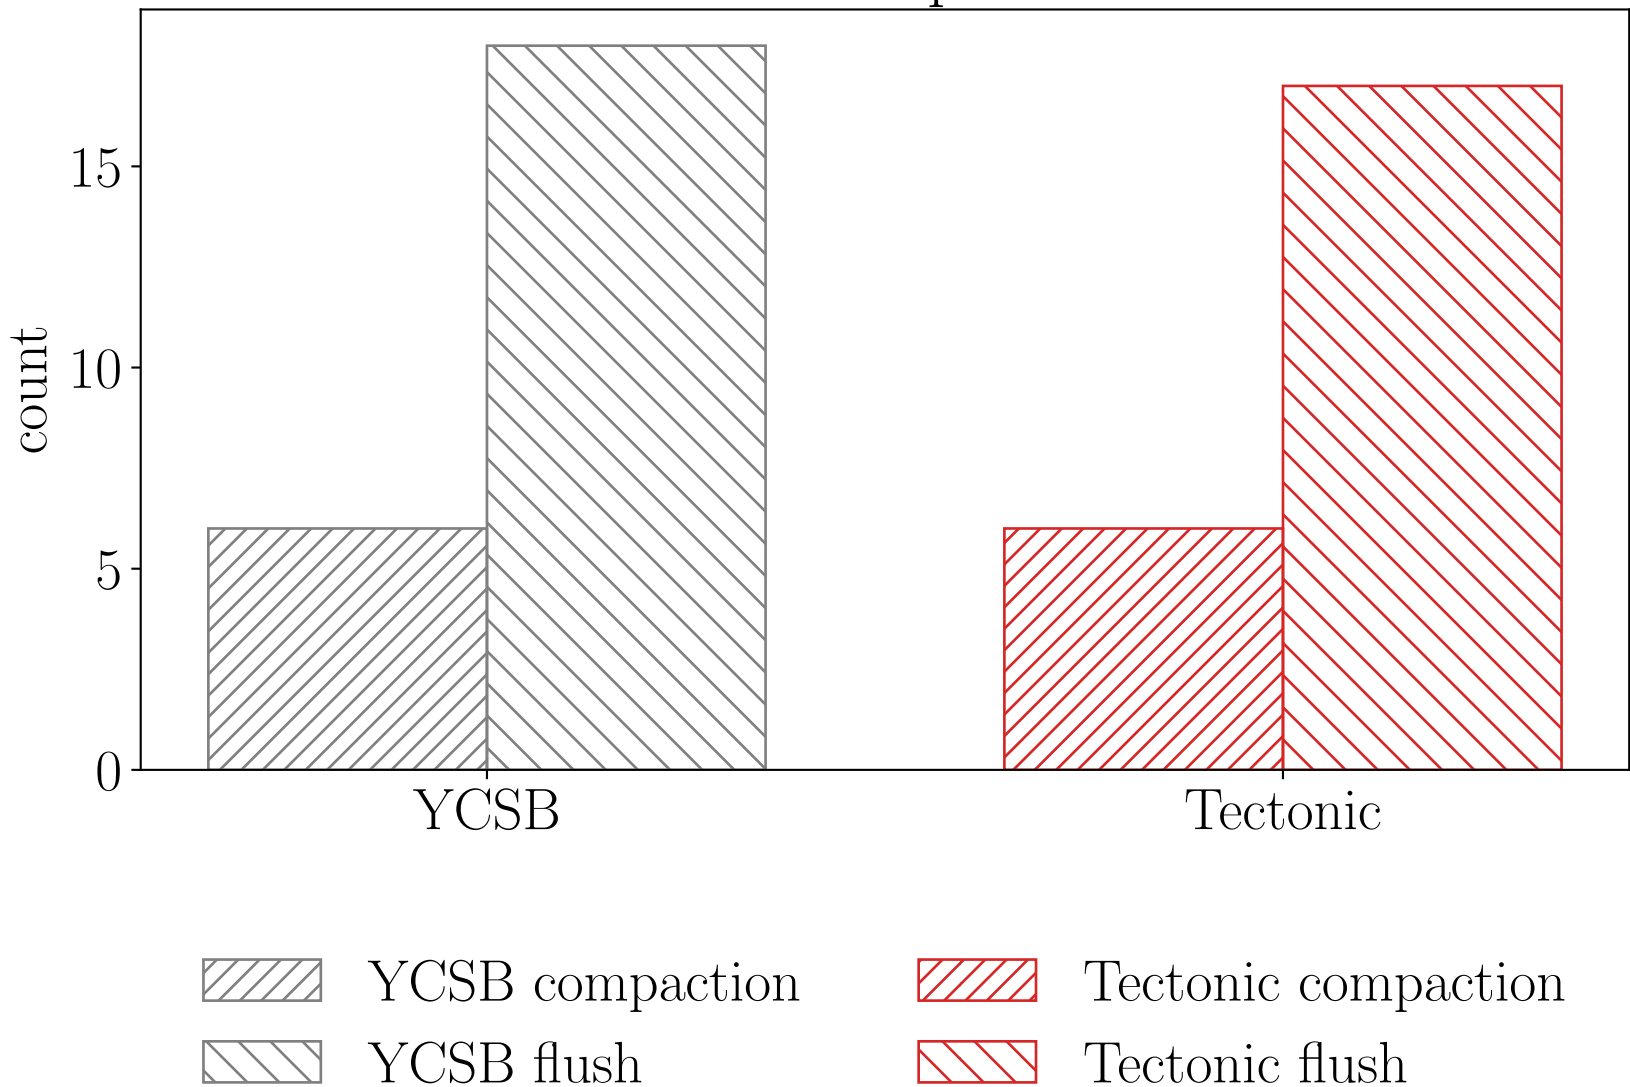 15
10
5
0
count
YCSB
Tectonic
YCSB compaction
Tectonic compaction
YCSB flush
Tectonic flush